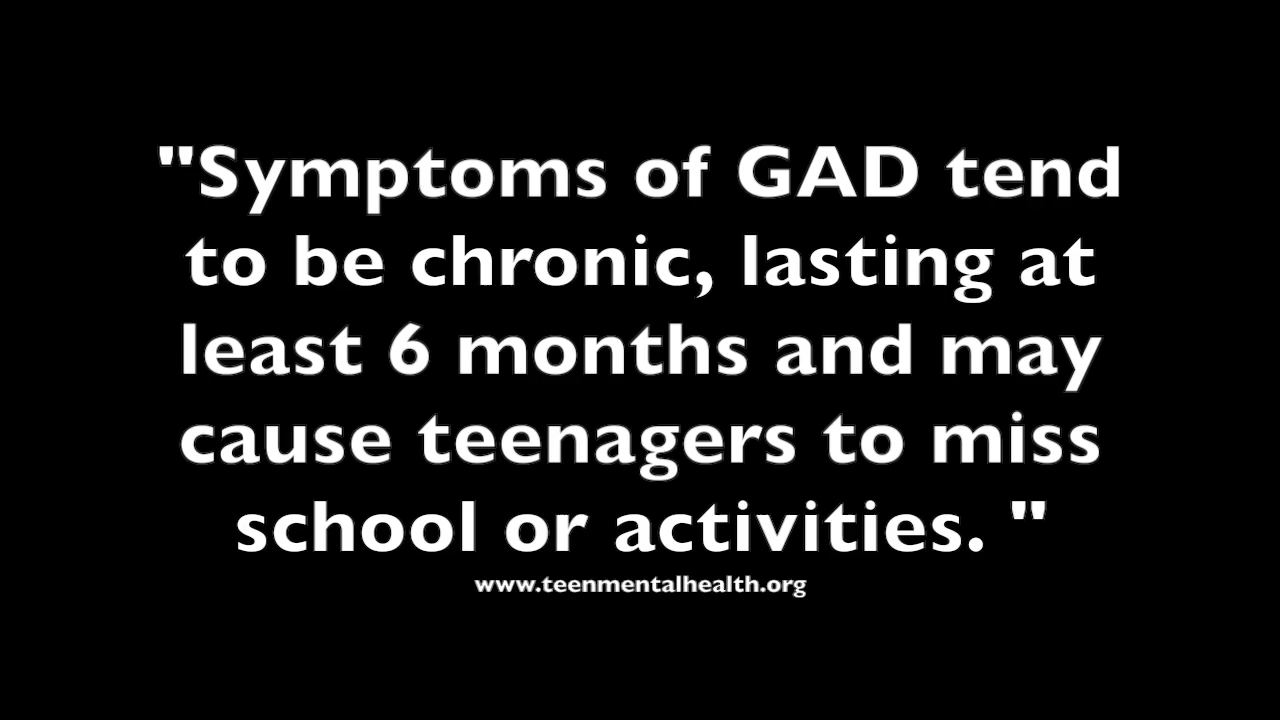 "Symptoms of GAD tend
to be chronic, lasting at
least 6 months and may
cause teenagers to miss
school or activities. "
www.teenmentalhealth.org